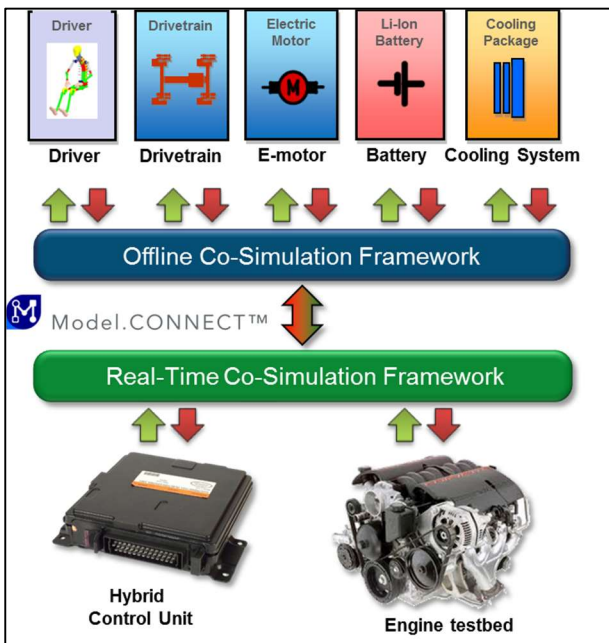 Driver
Drivetrain
Electric
Motor
Li-Ion
Battery
Cooling
Package
M
Driver
Drivetrain
E-motor
Battery
Cooling System
Offline Co-Simulation Framework
Model.CONNECT™
Real-Time Co-Simulation Framework
Hybrid
Control Unit
Engine testbed